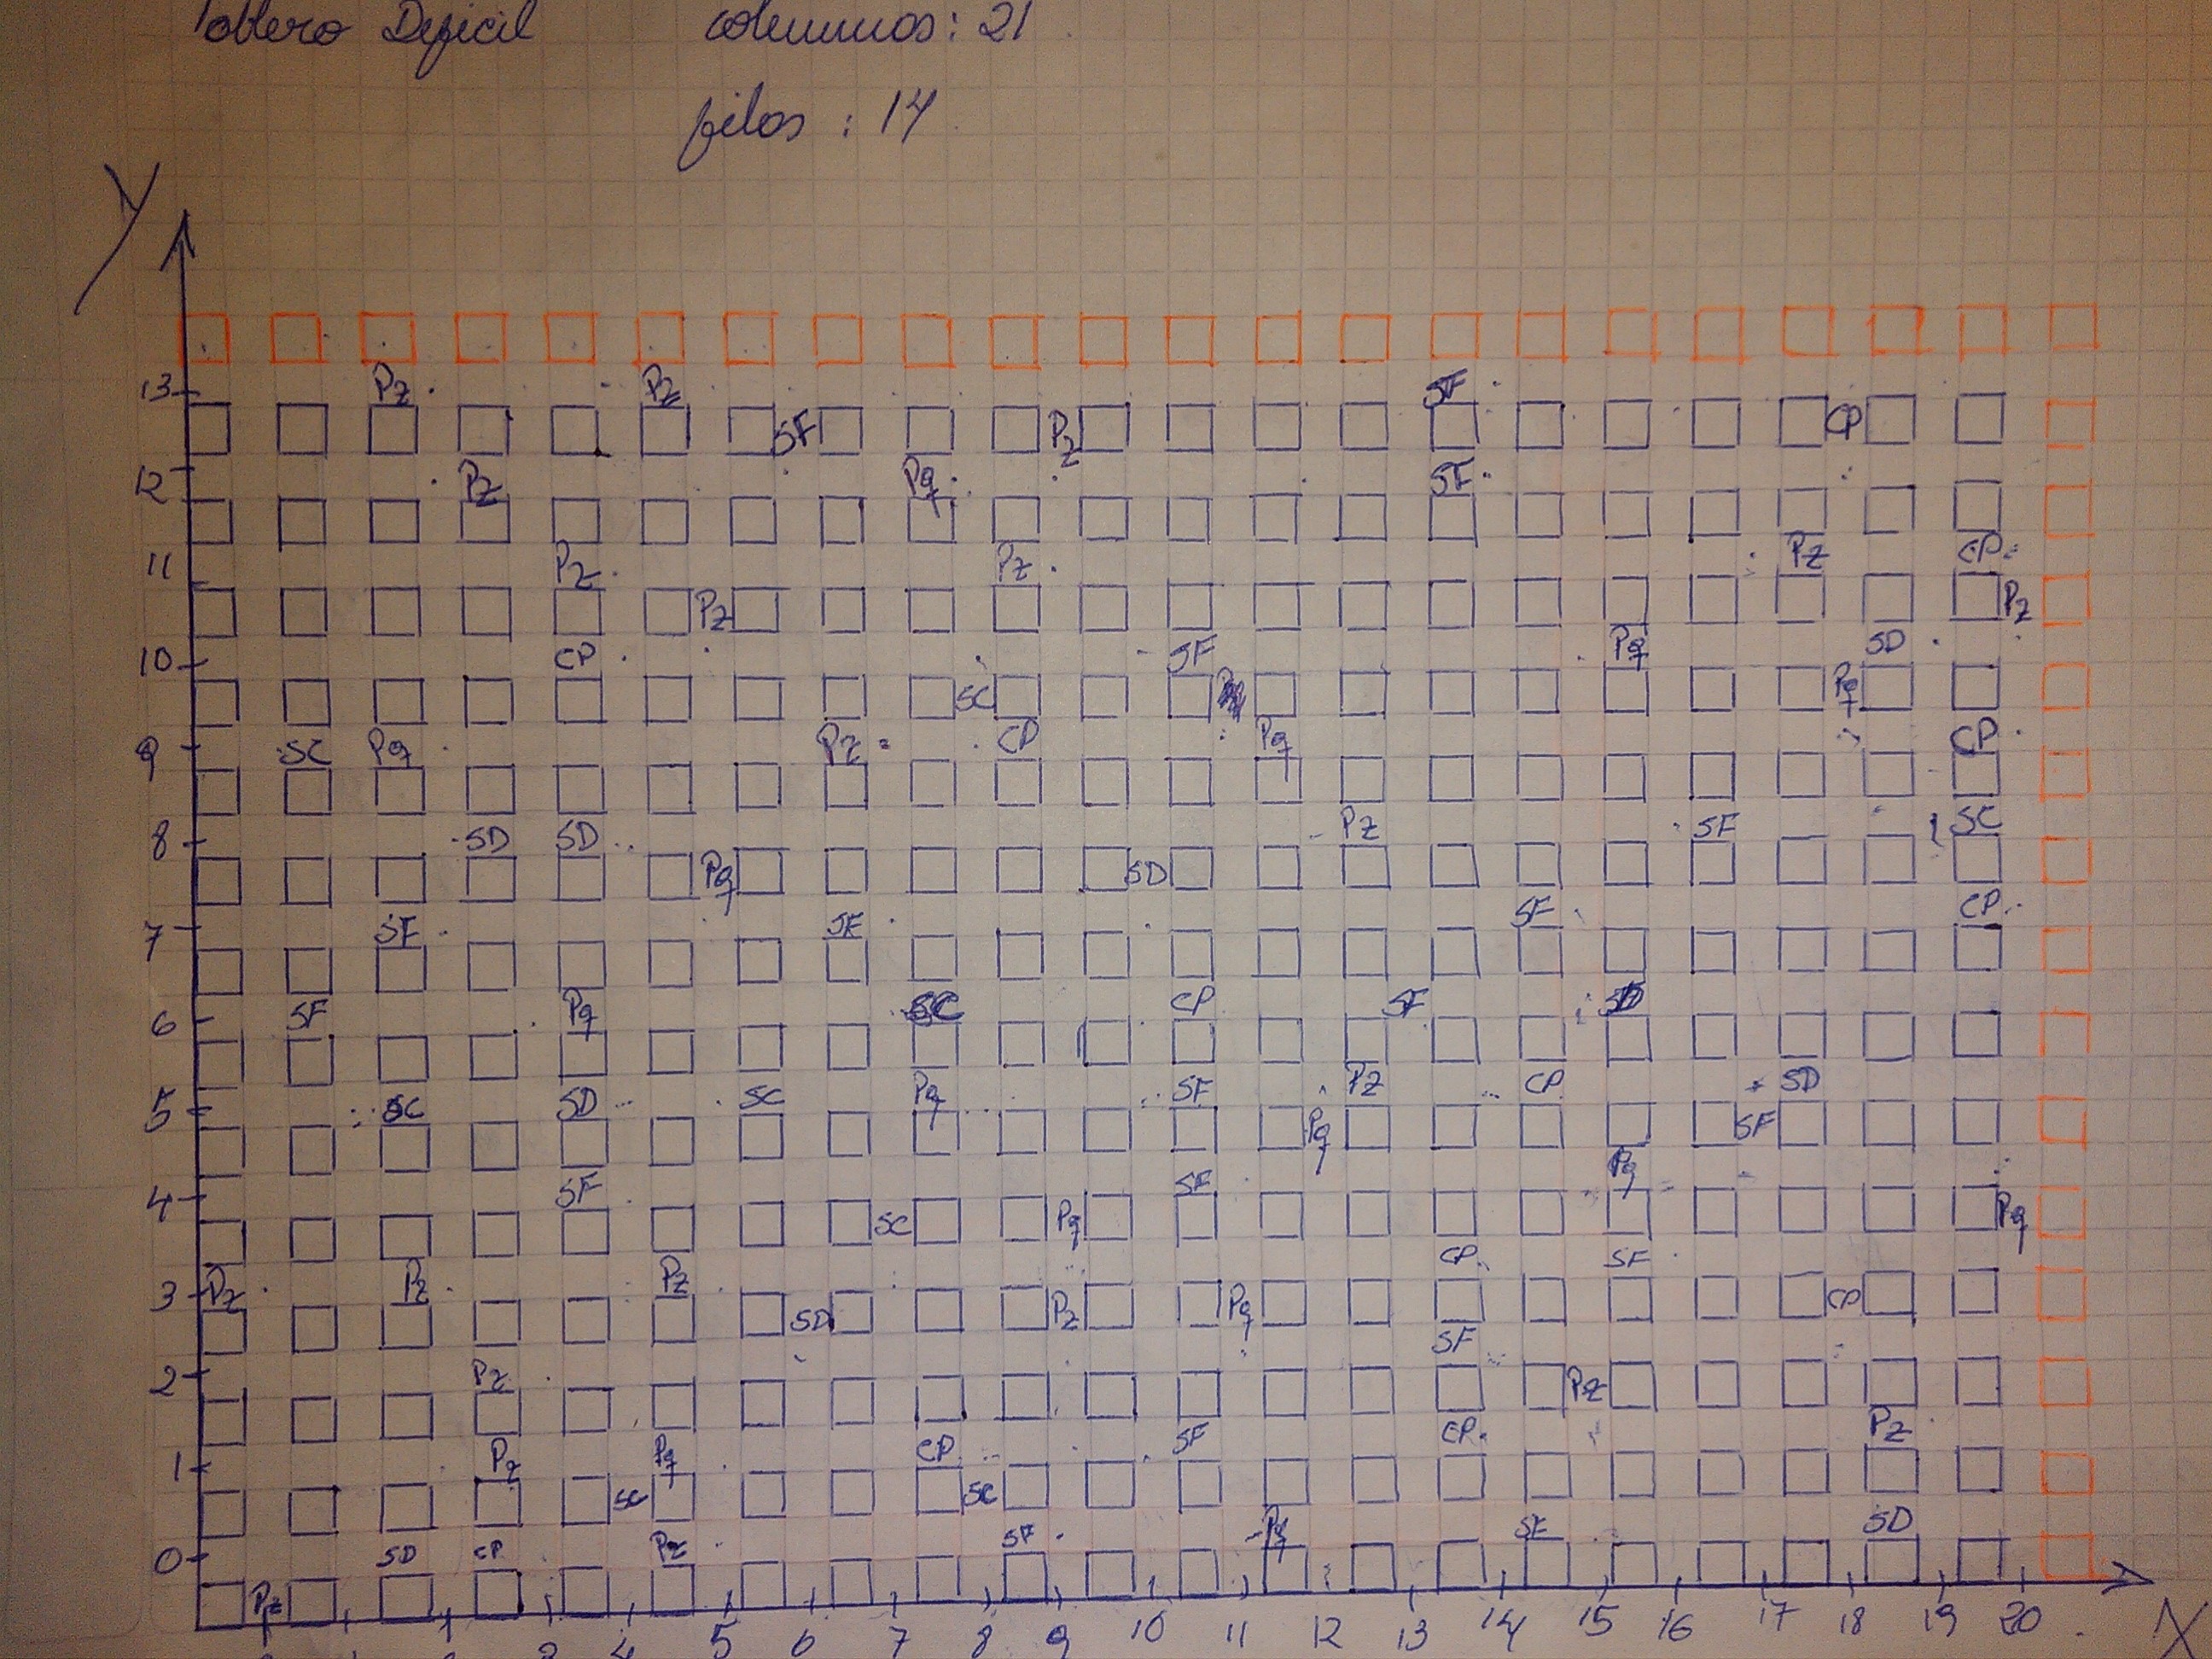 Tablero Dificil columnas: 21
filas: 14
Y
13 Pz Pz SF
SF Pz CP
12 Pz Pq SF
11 Pz Pz Pz CP
Pz Pz
10 CP SF Pq SD
SC Pq
9 SC Pq Pz CP Pq CP
8 SD SD Pz SF SC
Pq SD
7 SF SF SF CP
6 SF Pq SC CP SF SD
5 SC SD SC Pq SF Pz CP SD
Pq SF
4 SF SF Pq
SC Pq Pq
3 Pz Pz Pz CP SF
SD Pz Pq CP
SF
2 Pz Pz
1 Pq Pq CP SF CP Pz
SC SC
0 SD CP Pz SF Pq SF SD
Pz
3 4 5 6 7 8 9 10 11 12 13 14 15 16 17 18 19 20 X